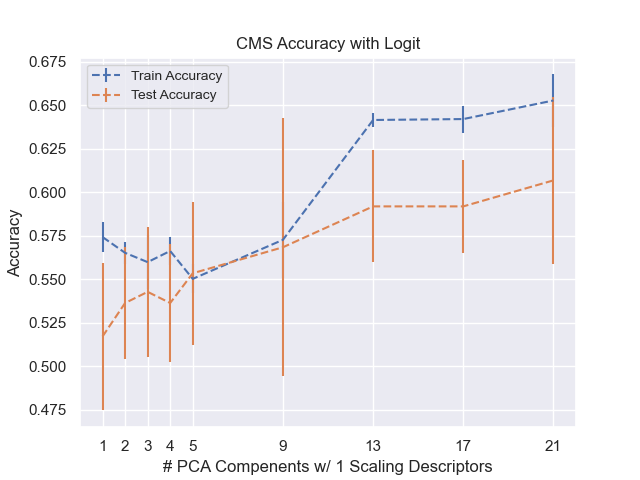 CMS Accuracy with Logit
Train Accuracy
Test Accuracy
Accuracy
0.675
0.650
0.625
0.600
0.575
0.550
0.525
0.500
0.475
1 2 3 4 5 9 13 17 21
# PCA Compenents w/ 1 Scaling Descriptors